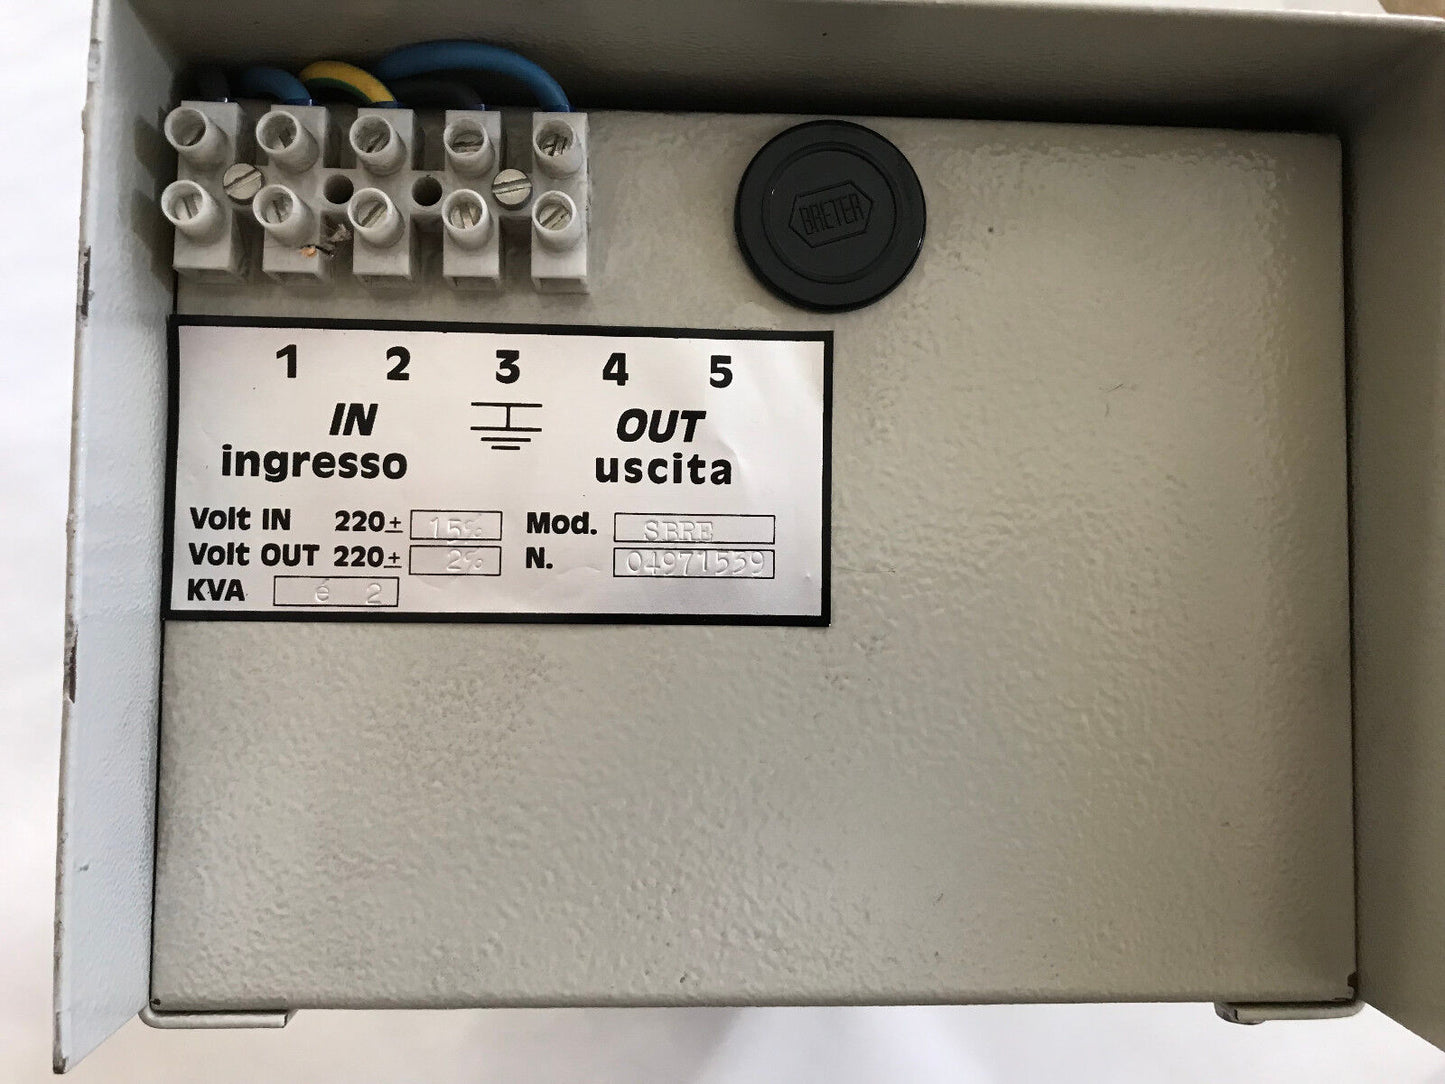 BRETER
1 2 3 4 5
IN OUT
ingresso uscita
Volt IN 220± 15% Mod. SBRE
Volt OUT 220± 2% N. 04971539
KVA é 2